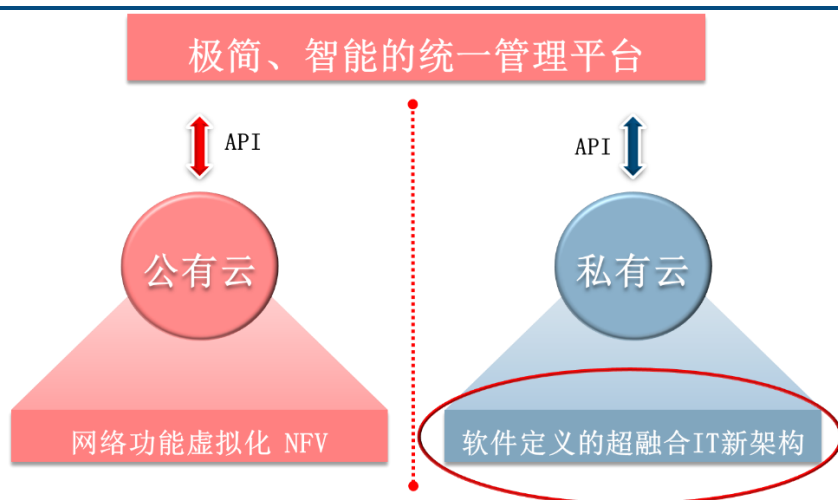 极简、智能的统一管理平台
API
API
公有云
私有云
网络功能虚拟化 NFV
软件定义的超融合IT新架构